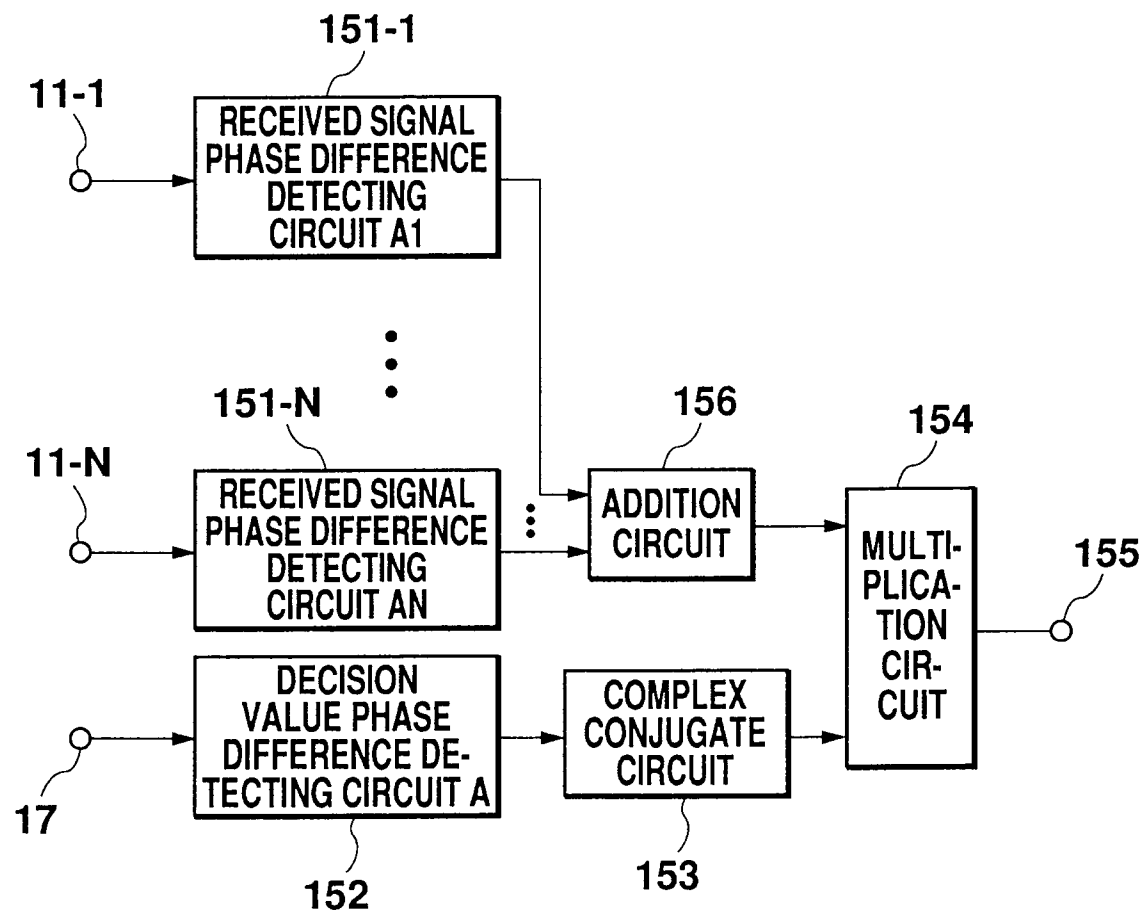 151-1
11-1
RECEIVED SIGNAL
PHASE DIFFERENCE
DETECTING
CIRCUIT A1
151-N
11-N
RECEIVED SIGNAL
PHASE DIFFERENCE
DETECTING
CIRCUIT AN
156
ADDITION
CIRCUIT
154
MULTI-
PLICA-
TION
CIR-
CUIT
155
DECISION
VALUE PHASE
DIFFERENCE DE-
TECTING CIRCUIT A
COMPLEX
CONJUGATE
CIRCUIT
17
152
153